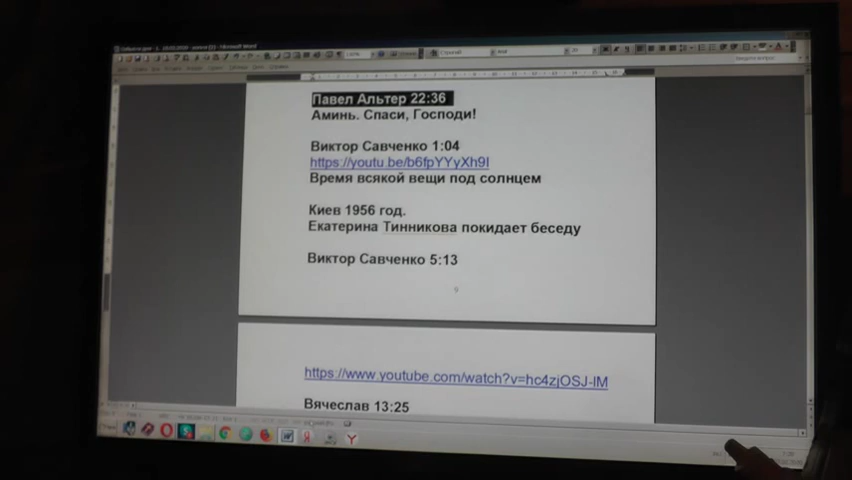 Павел Альтер 22:36
Аминь. Спаси, Господи!
Виктор Савченко 1:04
https://youtu.be/b6fpYYyXh9I
Время всякой вещи под солнцем
Киев 1956 год.
Екатерина Тинникова покидает беседу
Виктор Савченко 5:13
9
https://www.youtube.com/watch?v=hc4zjOSJ-IM
Вячеслав 13:25